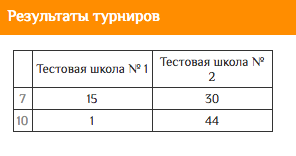 Результаты турниров
Тестовая школа № 1 Тестовая школа №
2
7 15 30
10 1 44